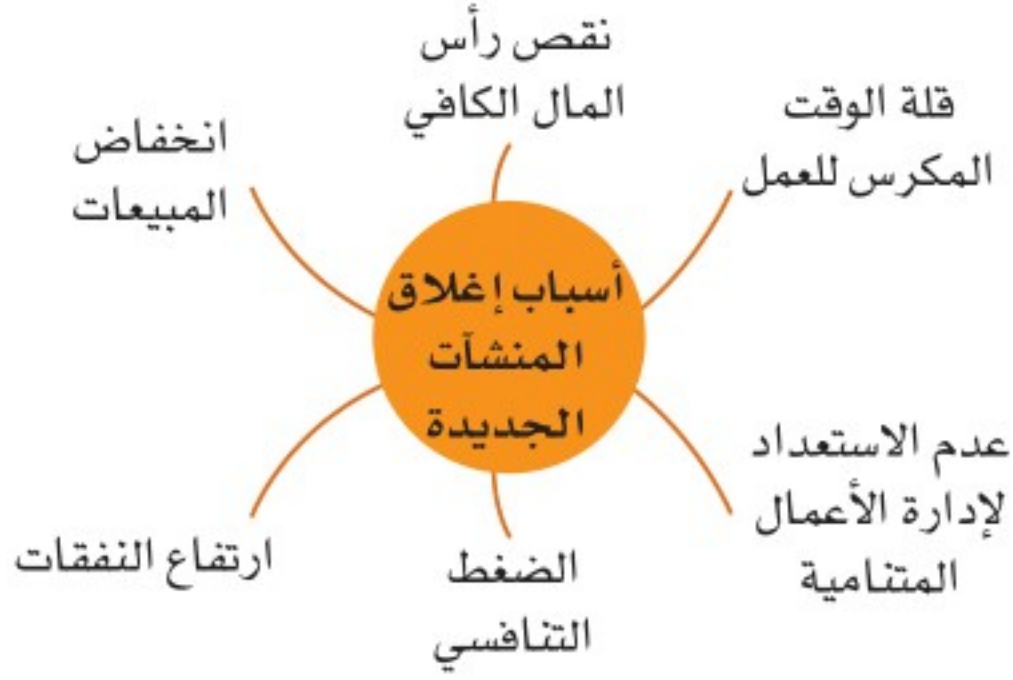 أسباب إغلاق
المنشآت
الجديدة
نقص رأس
المال الكافي
قلة الوقت
المكرس للعمل
عدم الاستعداد
لإدارة الأعمال
المتنامية
الضغط
التنافسي
ارتفاع النفقات
انخفاض
المبيعات